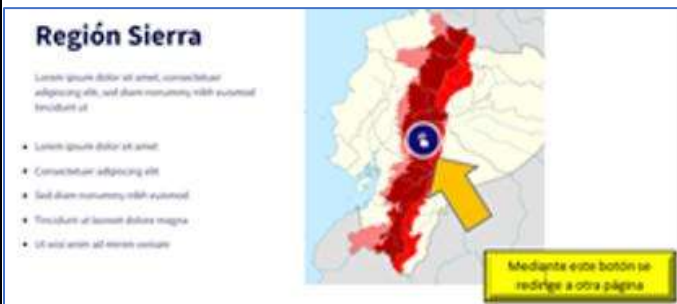 Región Sierra
Lorem ipsum dolor sit amet, consectetuer
adipiscing elit, sed diam nonummy nibh euismod
tincidunt ut
• Lorem ipsum dolor sit amet
• Consectetuer adipiscing elit
• Sed diam nonummy nibh euismod
• Tincidunt ut laoreet dolore magna
• Ut wisi enim ad minim veniam
Mediante este botón se
redirige a otra página